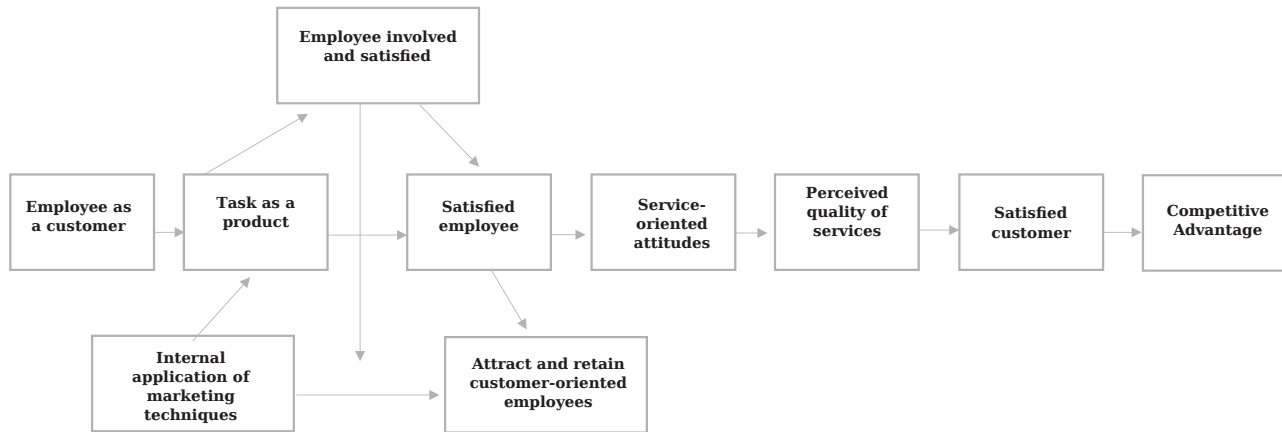 Employee involved
and satisfied
Employee as
a customer
Task as a
product
Satisfied
employee
Service-
oriented
attitudes
Perceived
quality of
services
Satisfied
customer
Competitive
Advantage
Internal
application of
marketing
techniques
Attract and retain
customer-oriented
employees